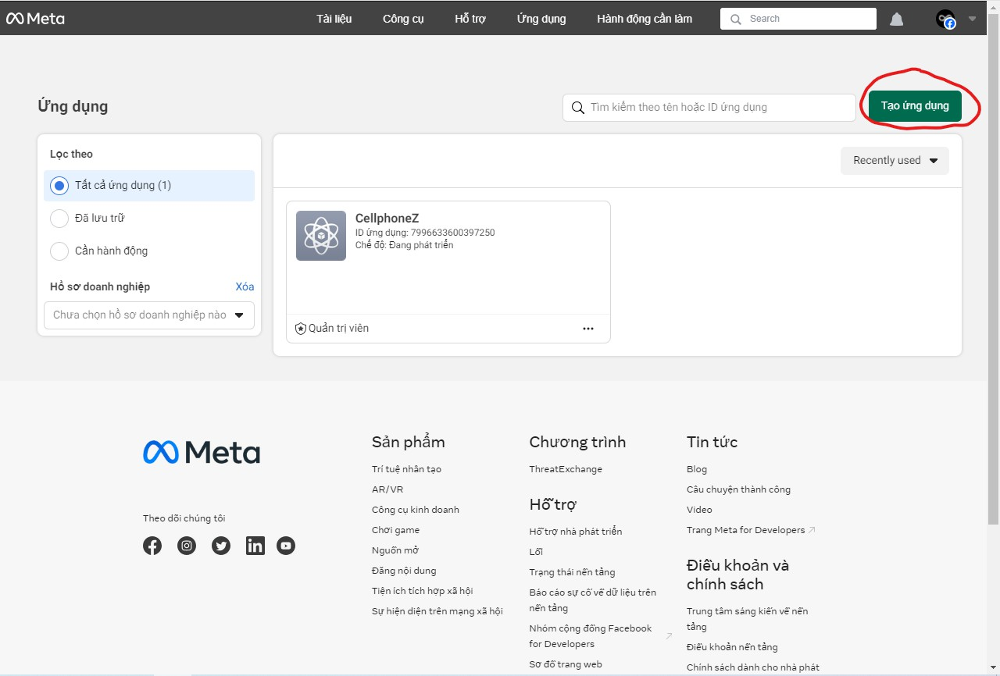 Meta
Tài liệu
Công cụ
Hỗ trợ
Ứng dụng
Hành động cần làm
Search
Ứng dụng
Tìm kiếm theo tên hoặc ID ứng dụng
Tạo ứng dụng
Lọc theo
Tất cả ứng dụng (1)
Đã lưu trữ
Cần hành động
Hồ sơ doanh nghiệp
Xóa
Chưa chọn hồ sơ doanh nghiệp nào
Recently used
CellphoneZ
ID ứng dụng: 7996633600397250
Chế độ: Đang phát triển
Quản trị viên
Meta
Theo dõi chúng tôi
Sản phẩm
Trí tuệ nhân tạo
AR/VR
Công cụ kinh doanh
Chơi game
Nguồn mở
Đăng nội dung
Tiện ích tích hợp xã hội
Sự hiện diện trên mạng xã hội
Chương trình
ThreatExchange
Hỗ trợ
Hỗ trợ nhà phát triển
Lỗi
Trạng thái nền tảng
Báo cáo sự cố về dữ liệu trên
nền tảng
Nhóm cộng đồng Facebook
for Developers
Sơ đồ trang web
Tin tức
Blog
Câu chuyện thành công
Video
Trang Meta for Developers
Điều khoản và
chính sách
Trung tâm sáng kiến về nền
tảng
Điều khoản nền tảng
Chính sách dành cho nhà phát